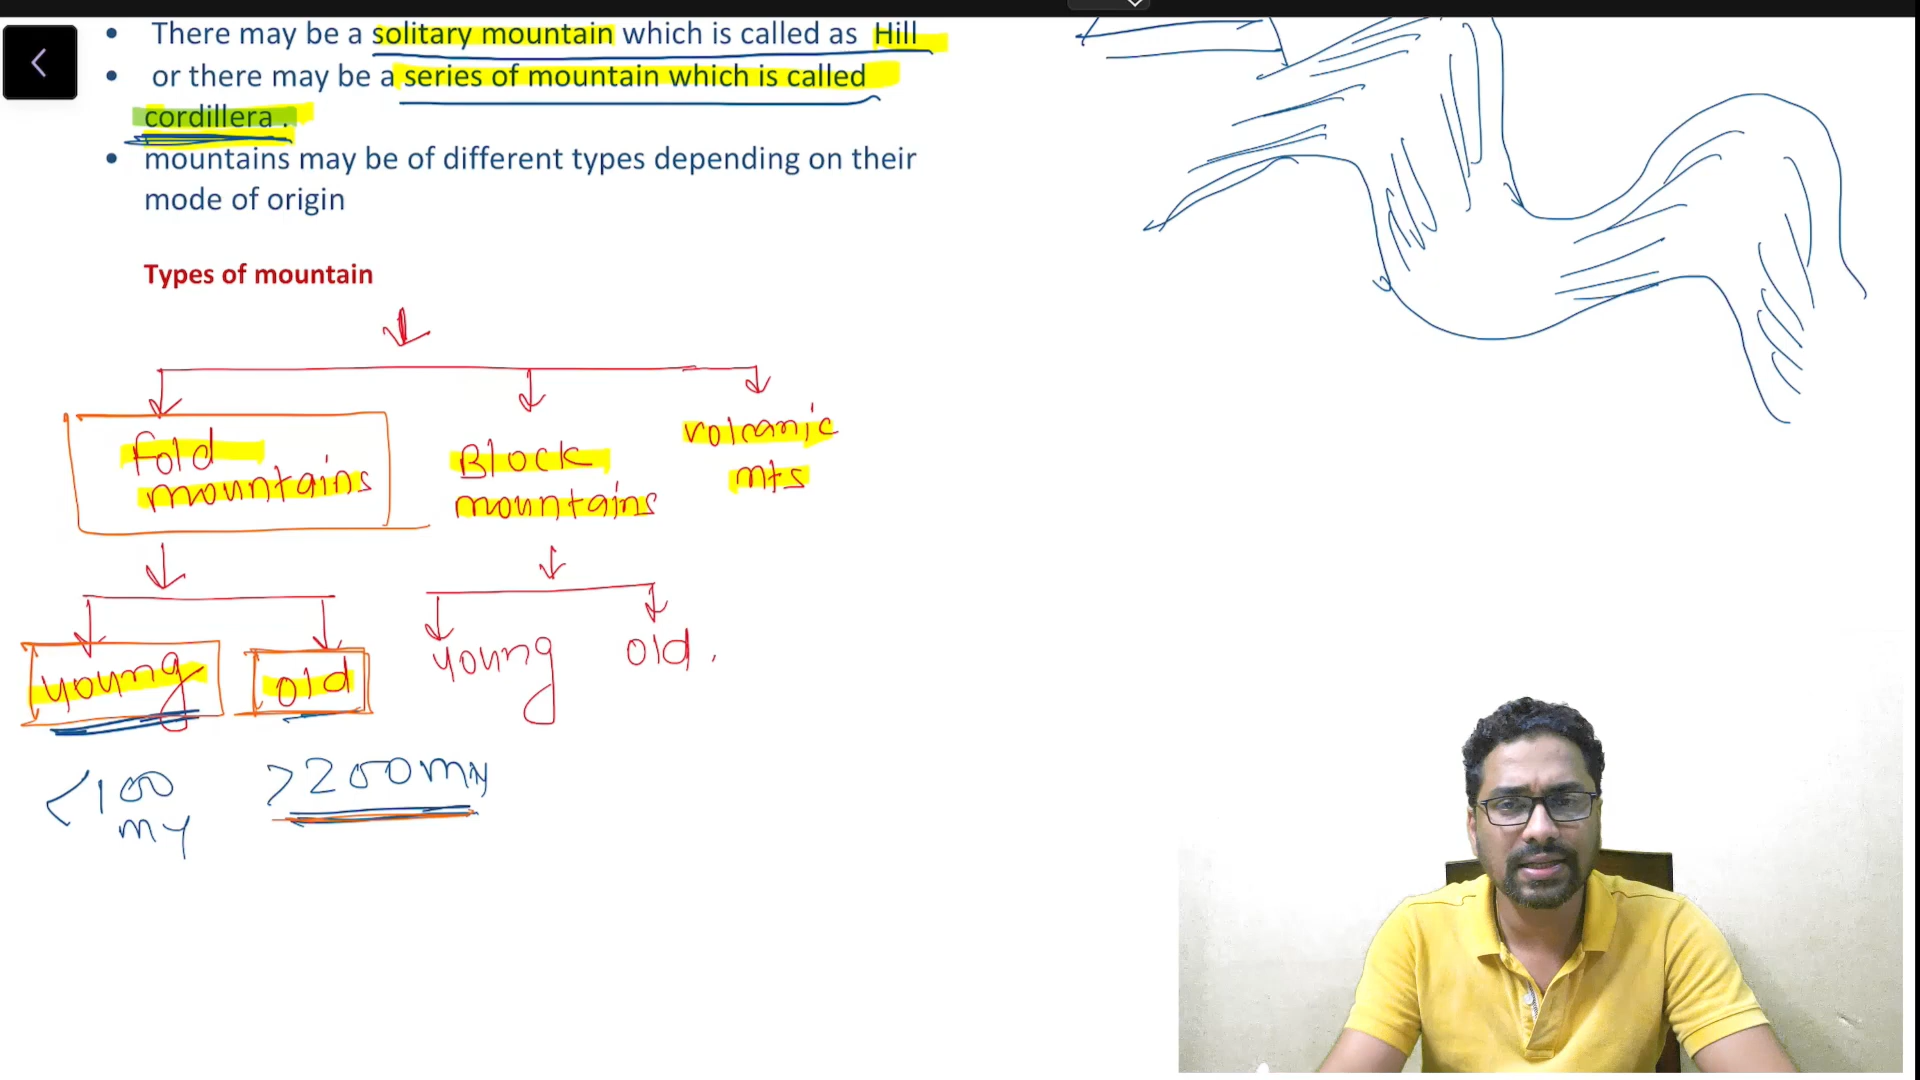 • There may be a solitary mountain which is called as Hill
• or there may be a series of mountain which is called
cordillera .
• mountains may be of different types depending on their
mode of origin
Types of mountain
fold
mountains
Block
mountains
volcanic
mts
young
old
young
old .
<100
my
>200my